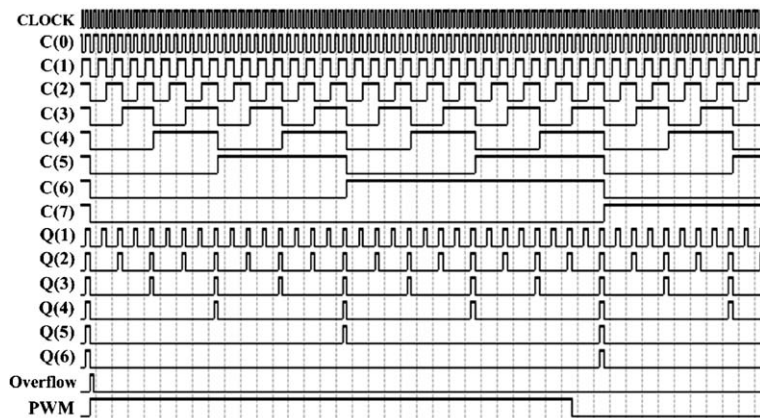 CLOCK
C(0)
C(1)
C(2)
C(3)
C(4)
C(5)
C(6)
C(7)
Q(1)
Q(2)
Q(3)
Q(4)
Q(5)
Q(6)
Overflow
PWM